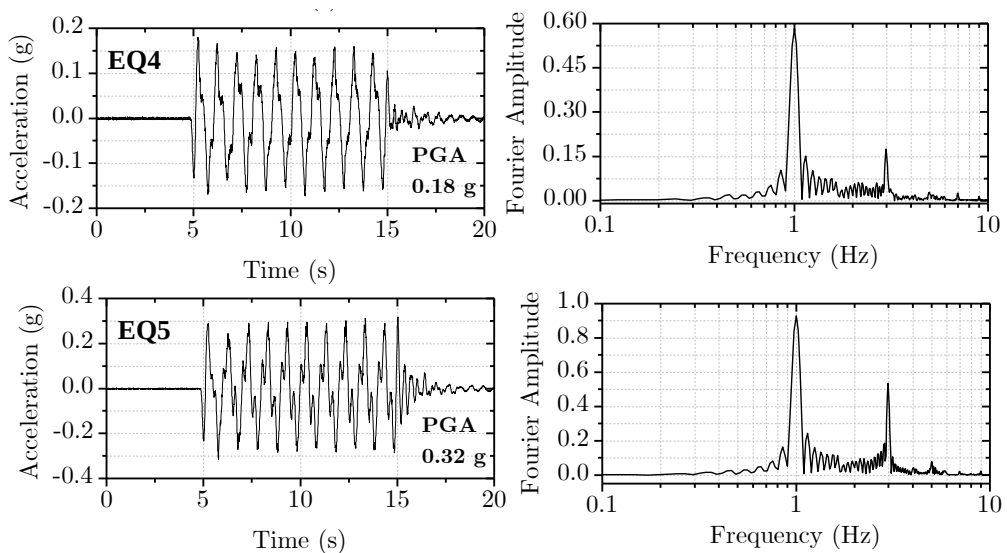 EQ4
PGA
0.18 g
Acceleration (g)
0.2
0.1
0.0
-0.1
-0.2
0
5
10
15
20
Time (s)
Fourier Amplitude
0.60
0.45
0.30
0.15
0.00
0.1
1
10
Frequency (Hz)
EQ5
PGA
0.32 g
Acceleration (g)
0.4
0.2
0.0
-0.2
-0.4
0
5
10
15
20
Time (s)
Fourier Amplitude
1.0
0.8
0.6
0.4
0.2
0.0
0.1
1
10
Frequency (Hz)